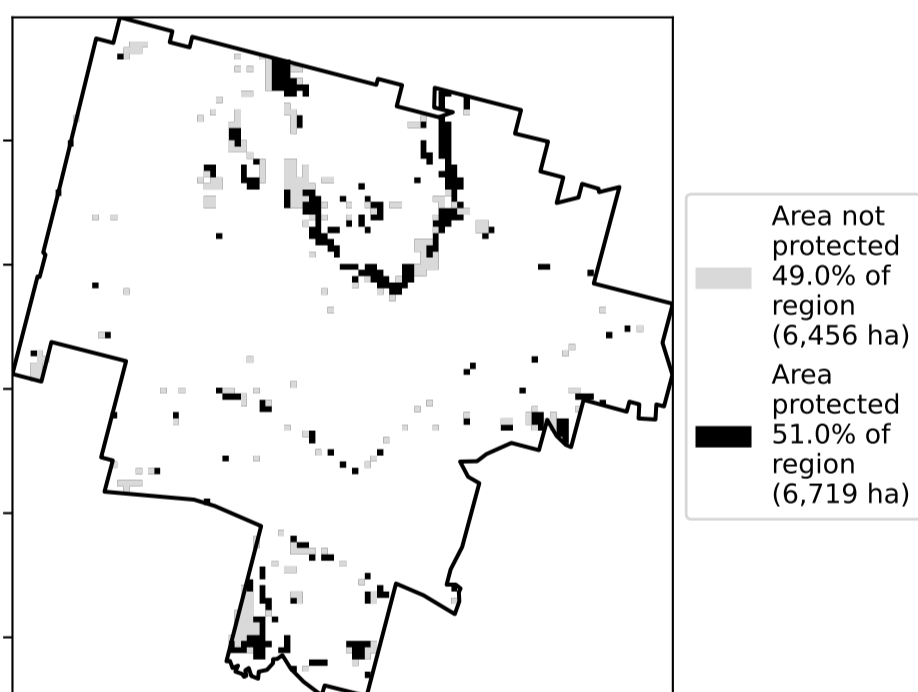 Area not
protected
49.0% of
region
(6,456 ha)
Area
protected
51.0% of
region
(6,719 ha)